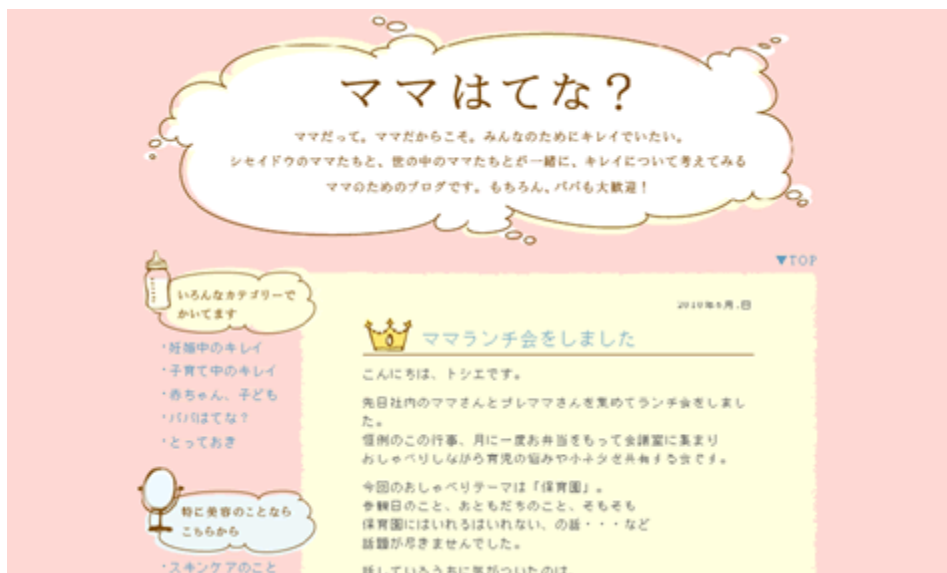 ママはてな？
ママだって。ママだからこそ。みんなのためにキレイでいたい。
シセイドウのママたちと、世の中のママたちとが一緒に、キレイについて考えてみる
ママのためのブログです。もちろん、パパも大歓迎！
▼TOP
いろんなカテゴリーで
かいてます
・妊娠中のキレイ
・子育て中のキレイ
・赤ちゃん、子ども
・パパはてな？
・とっておき
特に美容のことなら
こちらから
・スキンケアのこと
ママランチ会をしました
こんにちは、トシエです。
先日社内のママさんとプレママさんを集めてランチ会をしまし
た。
恒例のこの行事、月に一度お弁当をもって会議室に集まり
おしゃべりしながら育児の悩みや小ネタを共有する会です。
今回のおしゃべりテーマは「保育園」。
参観日のこと、おともだちのこと、そもそも
保育園にはいれるはいれない、の話・・・など
話題が尽きませんでした。
話しているうちに気がついたのは